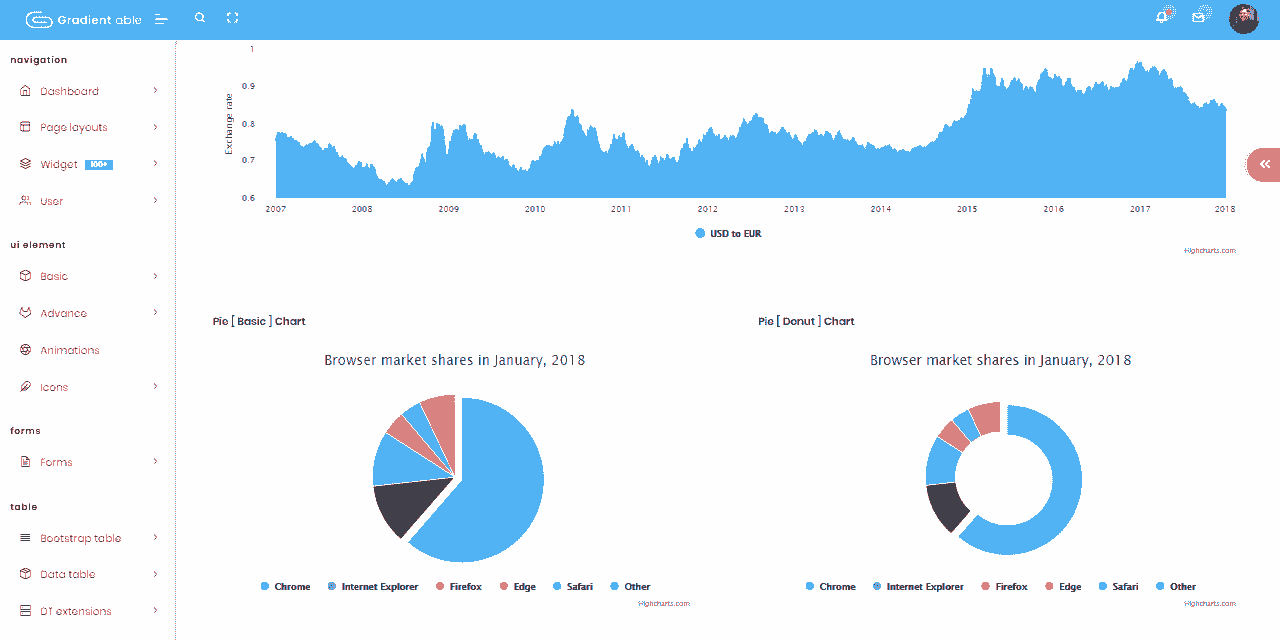 Gradient able
navigation
Dashboard
Page layouts
Widget 100+
User
ui element
Basic
Advance
Animations
Icons
forms
Forms
table
Bootstrap table
Data table
DT extensions
Exchange rate
1
0.9
0.8
0.7
0.6
2007 2008 2009 2010 2011 2012 2013 2014 2015 2016 2017 2018
USD to EUR
Highcharts.com
Pie [ Basic ] Chart
Browser market shares in January, 2018
Chrome Internet Explorer Firefox Edge Safari Other
Highcharts.com
Pie [ Donut ] Chart
Browser market shares in January, 2018
Chrome Internet Explorer Firefox Edge Safari Other
Highcharts.com